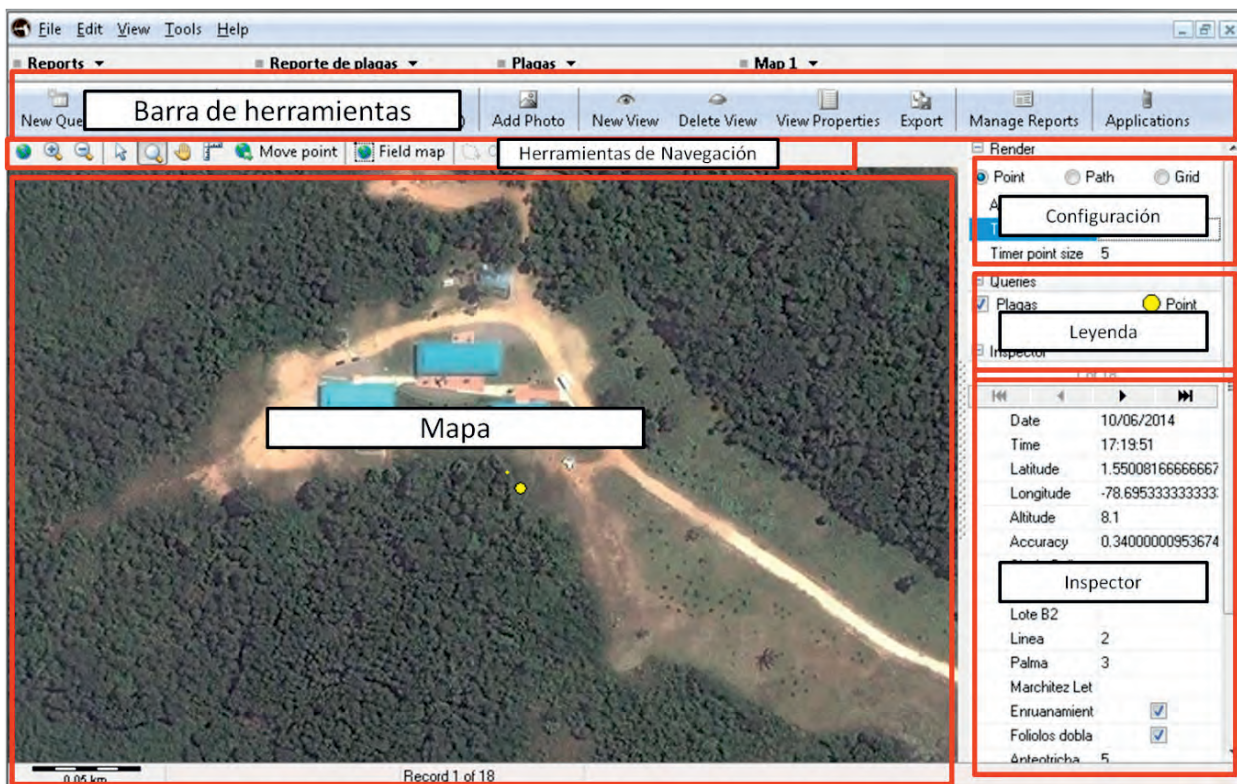 File Edit View Tools Help
Reports Reporte de plagas Plagas Map 1
New Que Barra de herramientas Add Photo New View Delete View View Properties Export Manage Reports Applications
Move point Field map Herramientas de Navegación
Render
Point Path Grid
Configuración
Timer point size 5
Queries
Plagas Point
Leyenda
Inspector
Mapa
Date 10/06/2014
Time 17:19:51
Latitude 1.55008166666667
Longitude -78.695333333333
Altitude 8.1
Accuracy 0.34000000953674
Inspector
Lote B2
Linea 2
Palma 3
Marchitez Let
Enruanamient
Foliolos dobla
Anteotricha 5
0.05 km Record 1 of 18